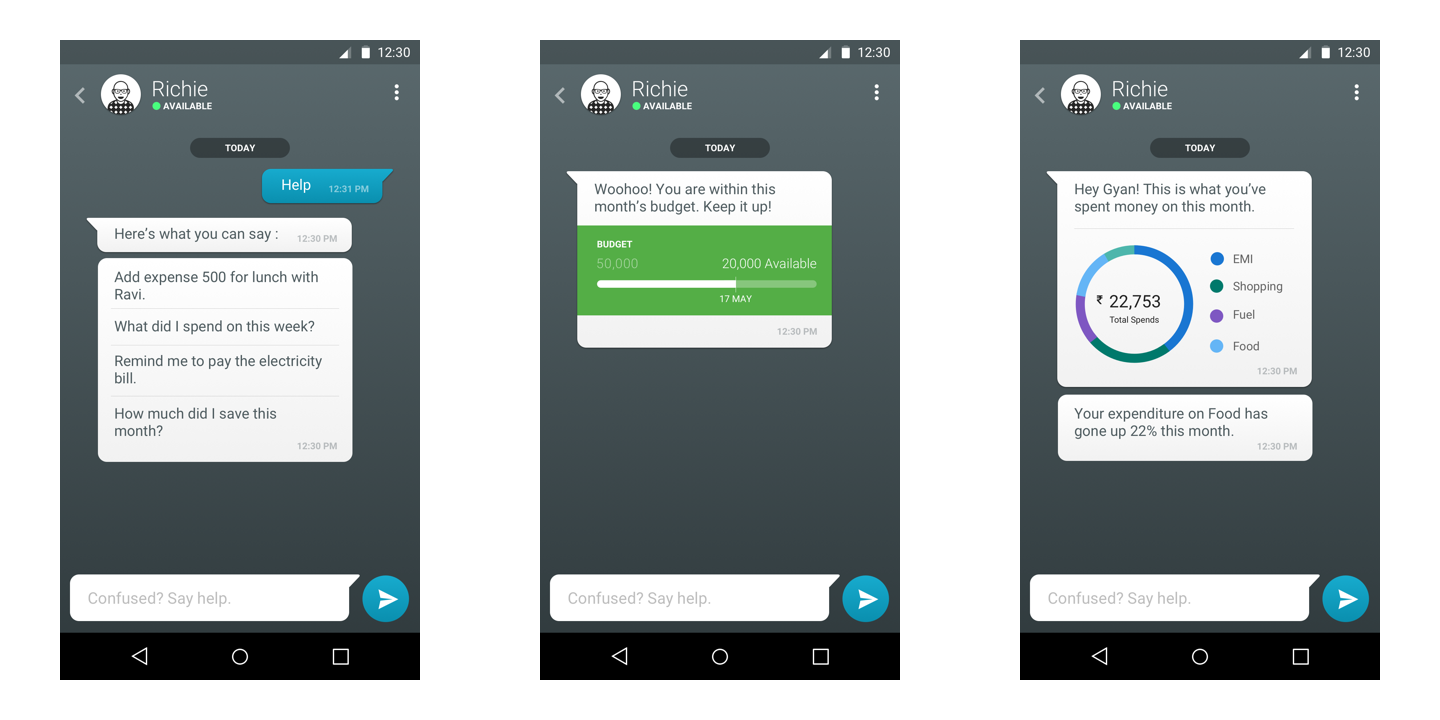 12:30
Richie
AVAILABLE
TODAY
Help 12:31 PM
Here’s what you can say : 12:30 PM
Add expense 500 for lunch with
Ravi.
What did I spend on this week?
Remind me to pay the electricity
bill.
How much did I save this
month?
12:30 PM
Confused? Say help.
12:30
Richie
AVAILABLE
TODAY
Woohoo! You are within this
month’s budget. Keep it up!
BUDGET
50,000 20,000 Available
17 MAY
12:30 PM
Confused? Say help.
12:30
Richie
AVAILABLE
TODAY
Hey Gyan! This is what you’ve
spent money on this month.
₹ 22,753
Total Spends
EMI
Shopping
Fuel
Food
12:30 PM
Your expenditure on Food has
gone up 22% this month.
12:30 PM
Confused? Say help.